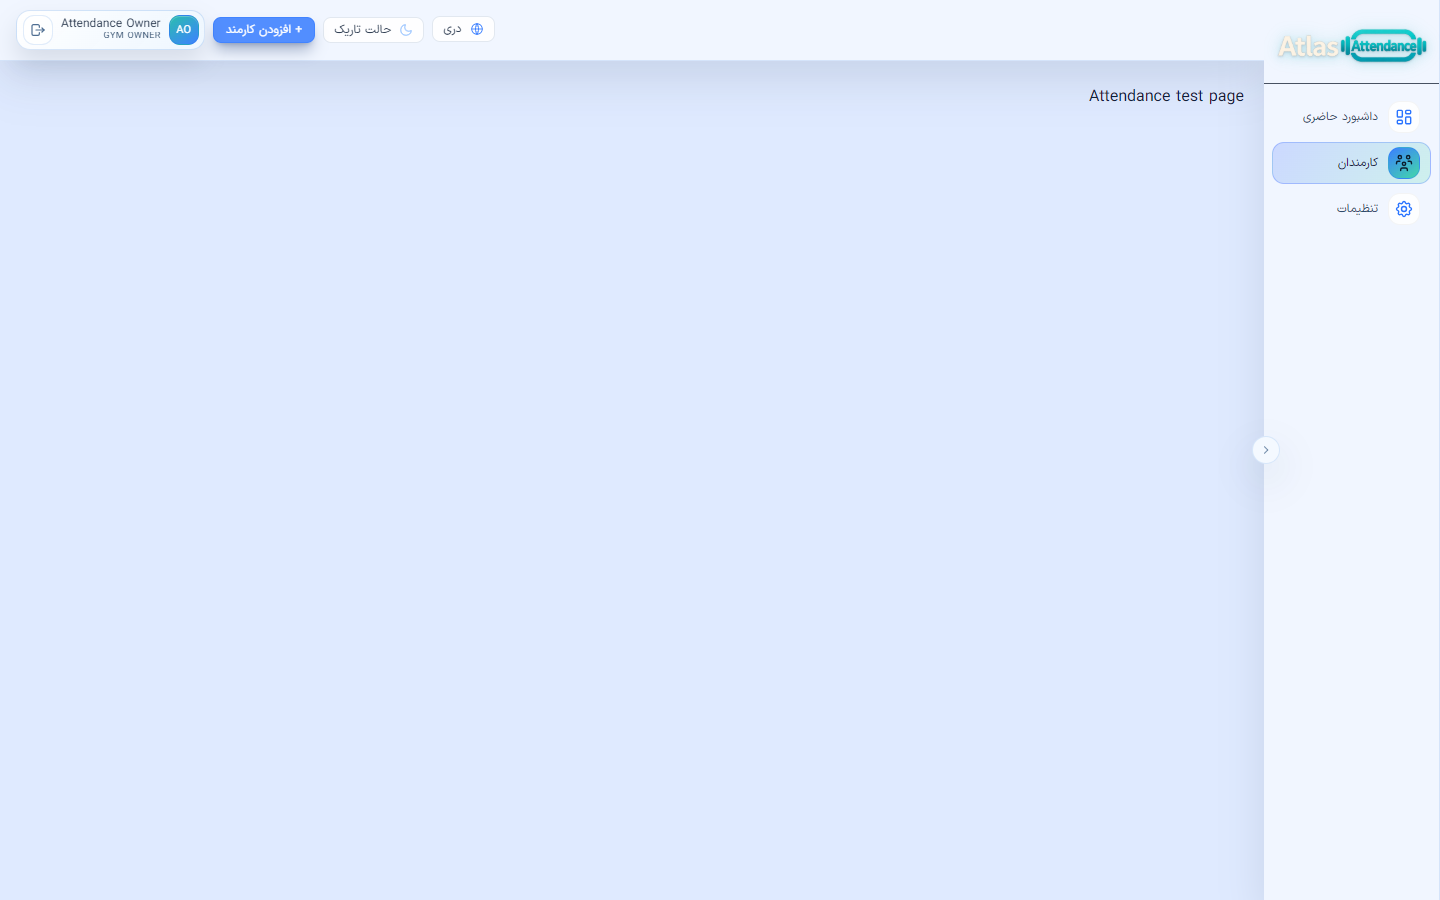 Atlas Attendance
داشبورد حاضری
کارمندان
تنظیمات
دری
حالت تاریک
+ افزودن کارمند
AO
Attendance Owner
GYM OWNER
Attendance test page